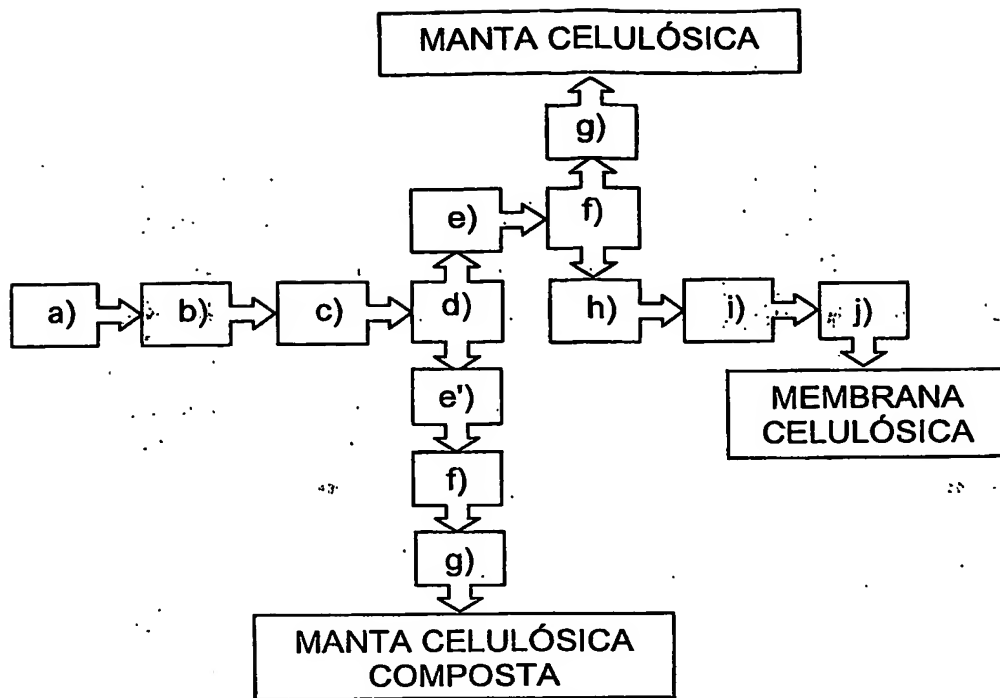 MANTA CELULÓSICA
g)
e)
f)
a)
b)
c)
d)
h)
i)
j)
e')
MEMBRANA
CELULÓSICA
f)
g)
MANTA CELULÓSICA
COMPOSTA